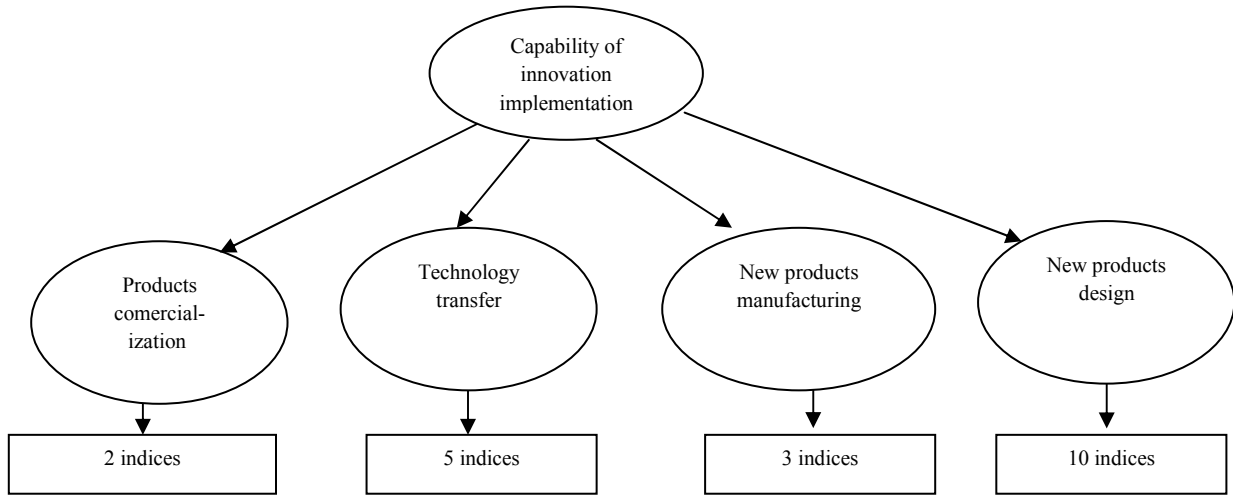 Capability of
innovation
implementation
Products
comercial-
ization
Technology
transfer
New products
manufacturing
New products
design
2 indices
5 indices
3 indices
10 indices